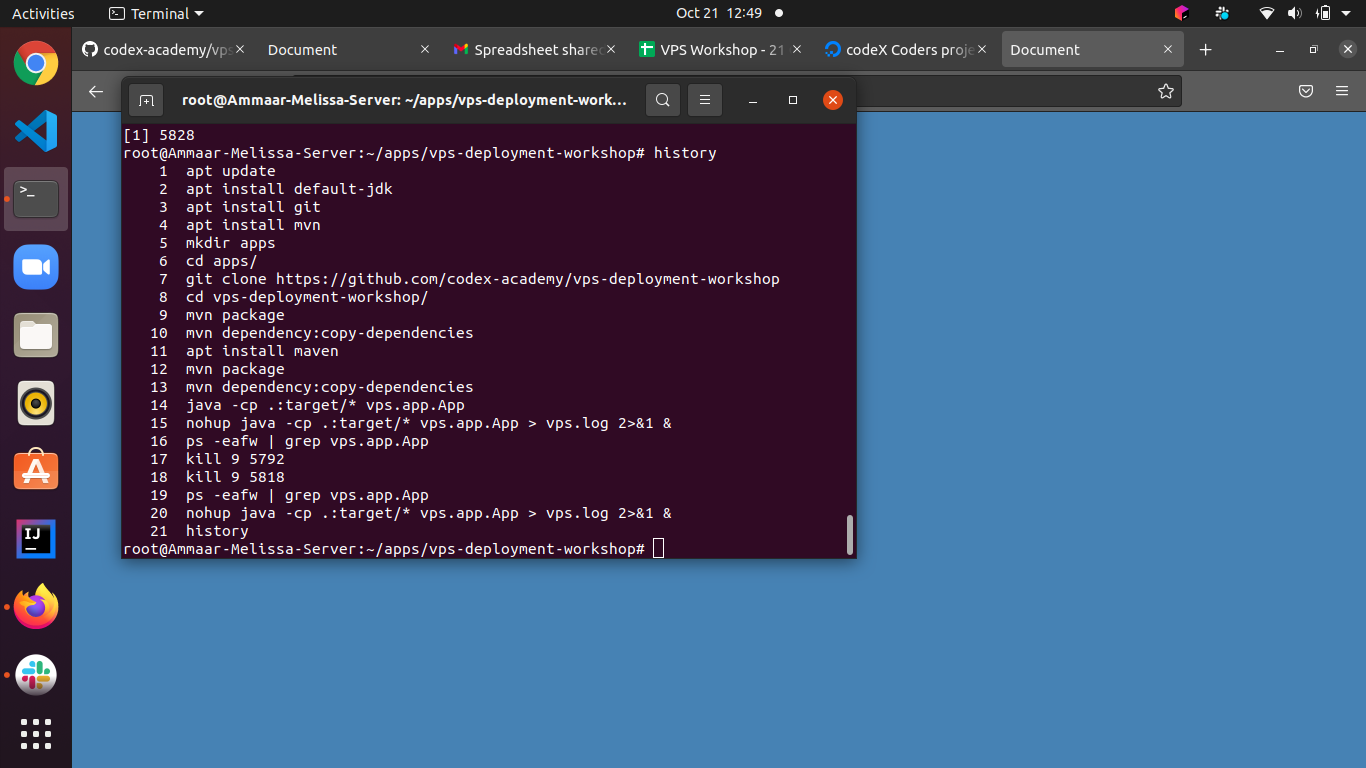 Activities
Terminal
Oct 21 12:49
codex-academy/vps
Document
Spreadsheet share
VPS Workshop - 21
codeX Coders proje
Document
root@Ammaar-Melissa-Server: ~/apps/vps-deployment-work...
[1] 5828
root@Ammaar-Melissa-Server:~/apps/vps-deployment-workshop# history
1 apt update
2 apt install default-jdk
3 apt install git
4 apt install mvn
5 mkdir apps
6 cd apps/
7 git clone https://github.com/codex-academy/vps-deployment-workshop
8 cd vps-deployment-workshop/
9 mvn package
10 mvn dependency:copy-dependencies
11 apt install maven
12 mvn package
13 mvn dependency:copy-dependencies
14 java -cp .:target/* vps.app.App
15 nohup java -cp .:target/* vps.app.App > vps.log 2>&1 &
16 ps -eafw | grep vps.app.App
17 kill 9 5792
18 kill 9 5818
19 ps -eafw | grep vps.app.App
20 nohup java -cp .:target/* vps.app.App > vps.log 2>&1 &
21 history
root@Ammaar-Melissa-Server:~/apps/vps-deployment-workshop#
>_
IJ